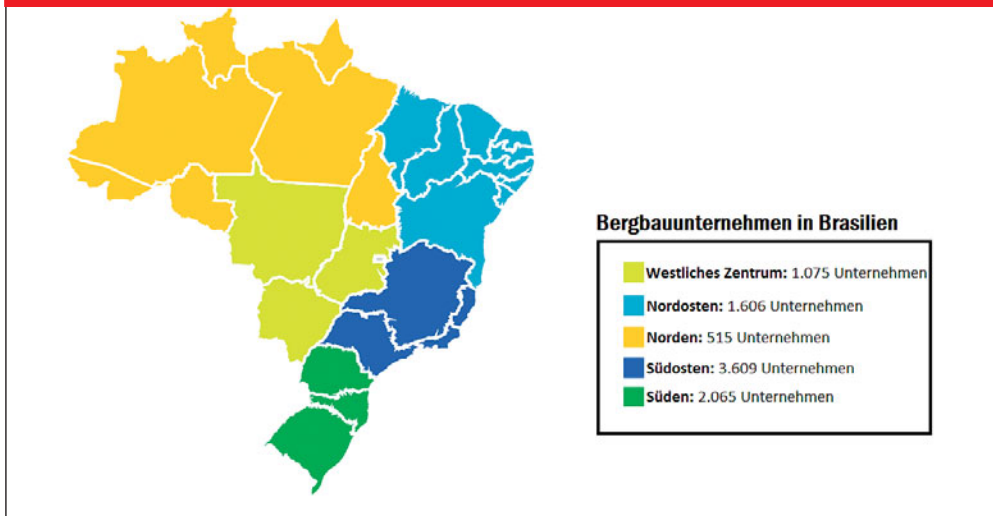 Bergbauunternehmen in Brasilien
Westliches Zentrum: 1.075 Unternehmen
Nordosten: 1.606 Unternehmen
Norden: 515 Unternehmen
Südosten: 3.609 Unternehmen
Süden: 2.065 Unternehmen